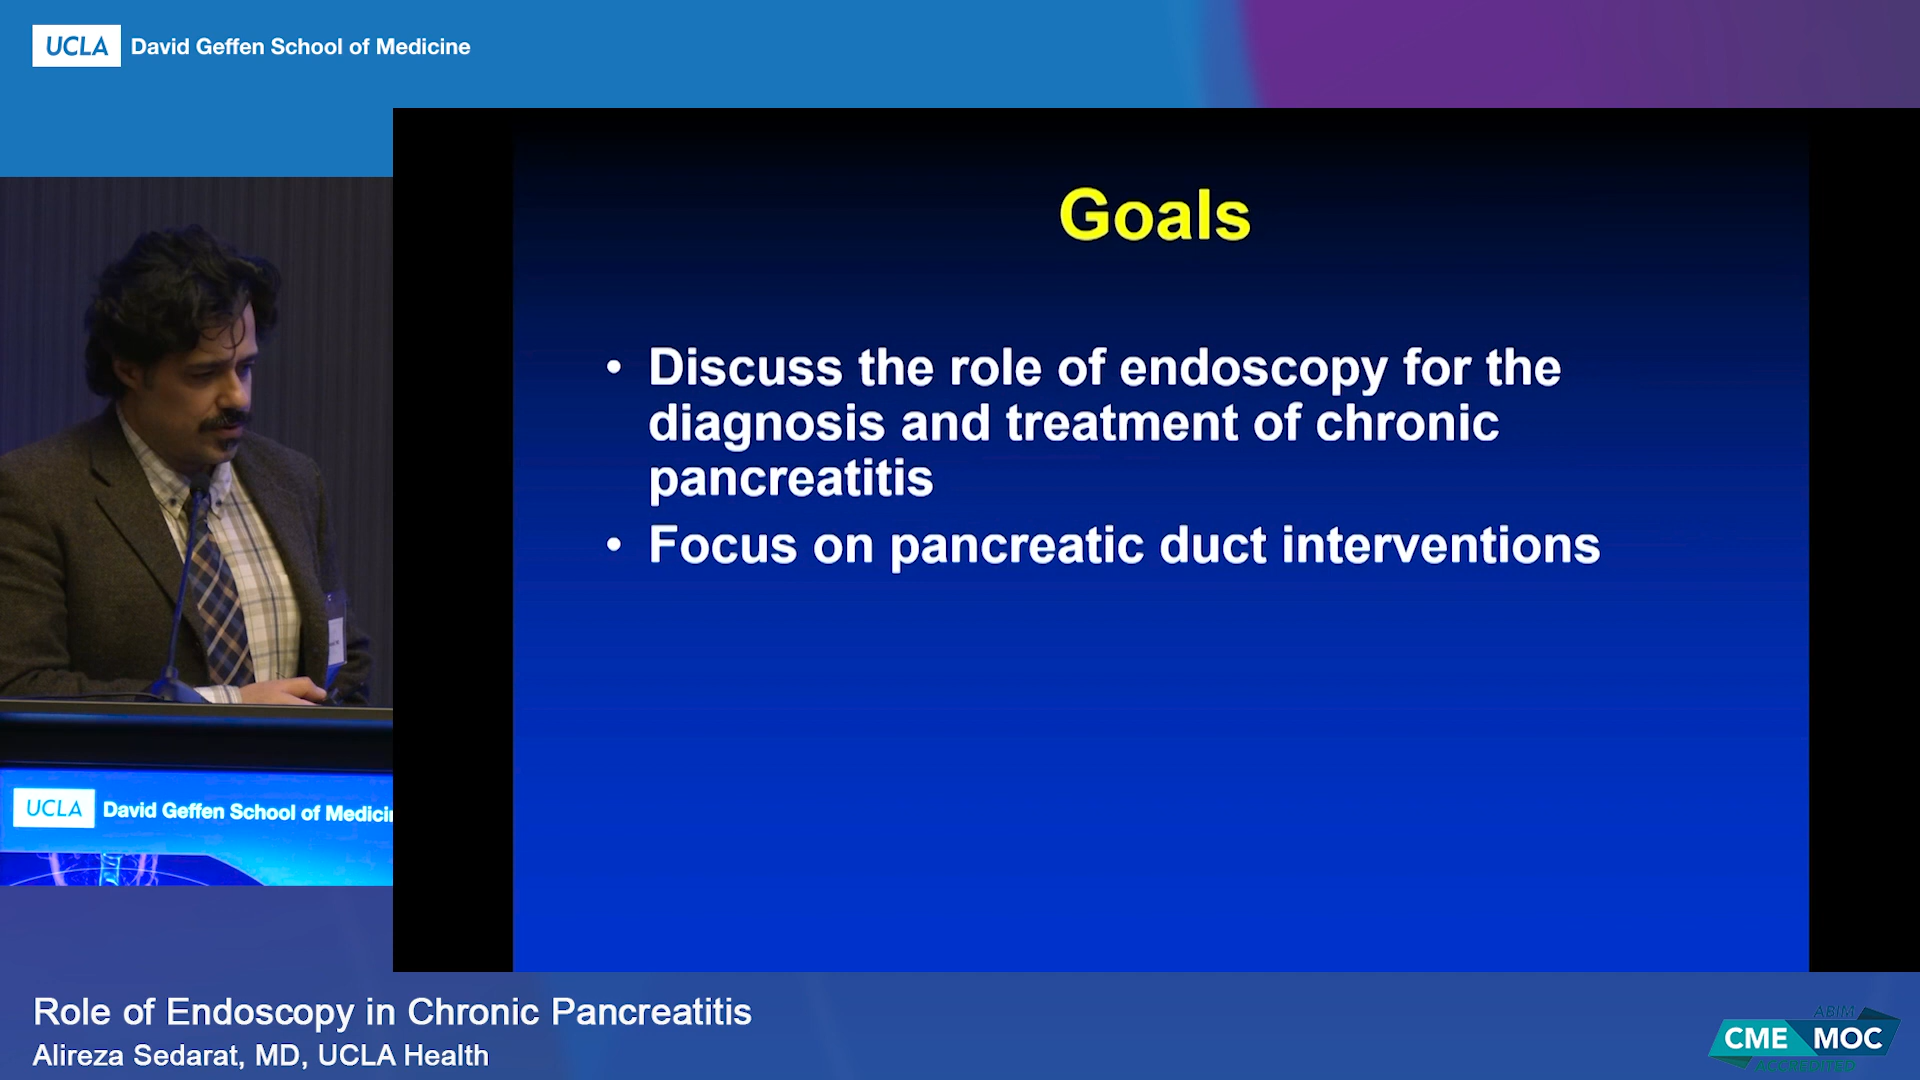 UCLA David Geffen School of Medicine
Goals
• Discuss the role of endoscopy for the
diagnosis and treatment of chronic
pancreatitis
• Focus on pancreatic duct interventions
UCLA David Geffen School of Medici
Role of Endoscopy in Chronic Pancreatitis
Alireza Sedarat, MD, UCLA Health
ABIM
CME MOC
ACCREDITED